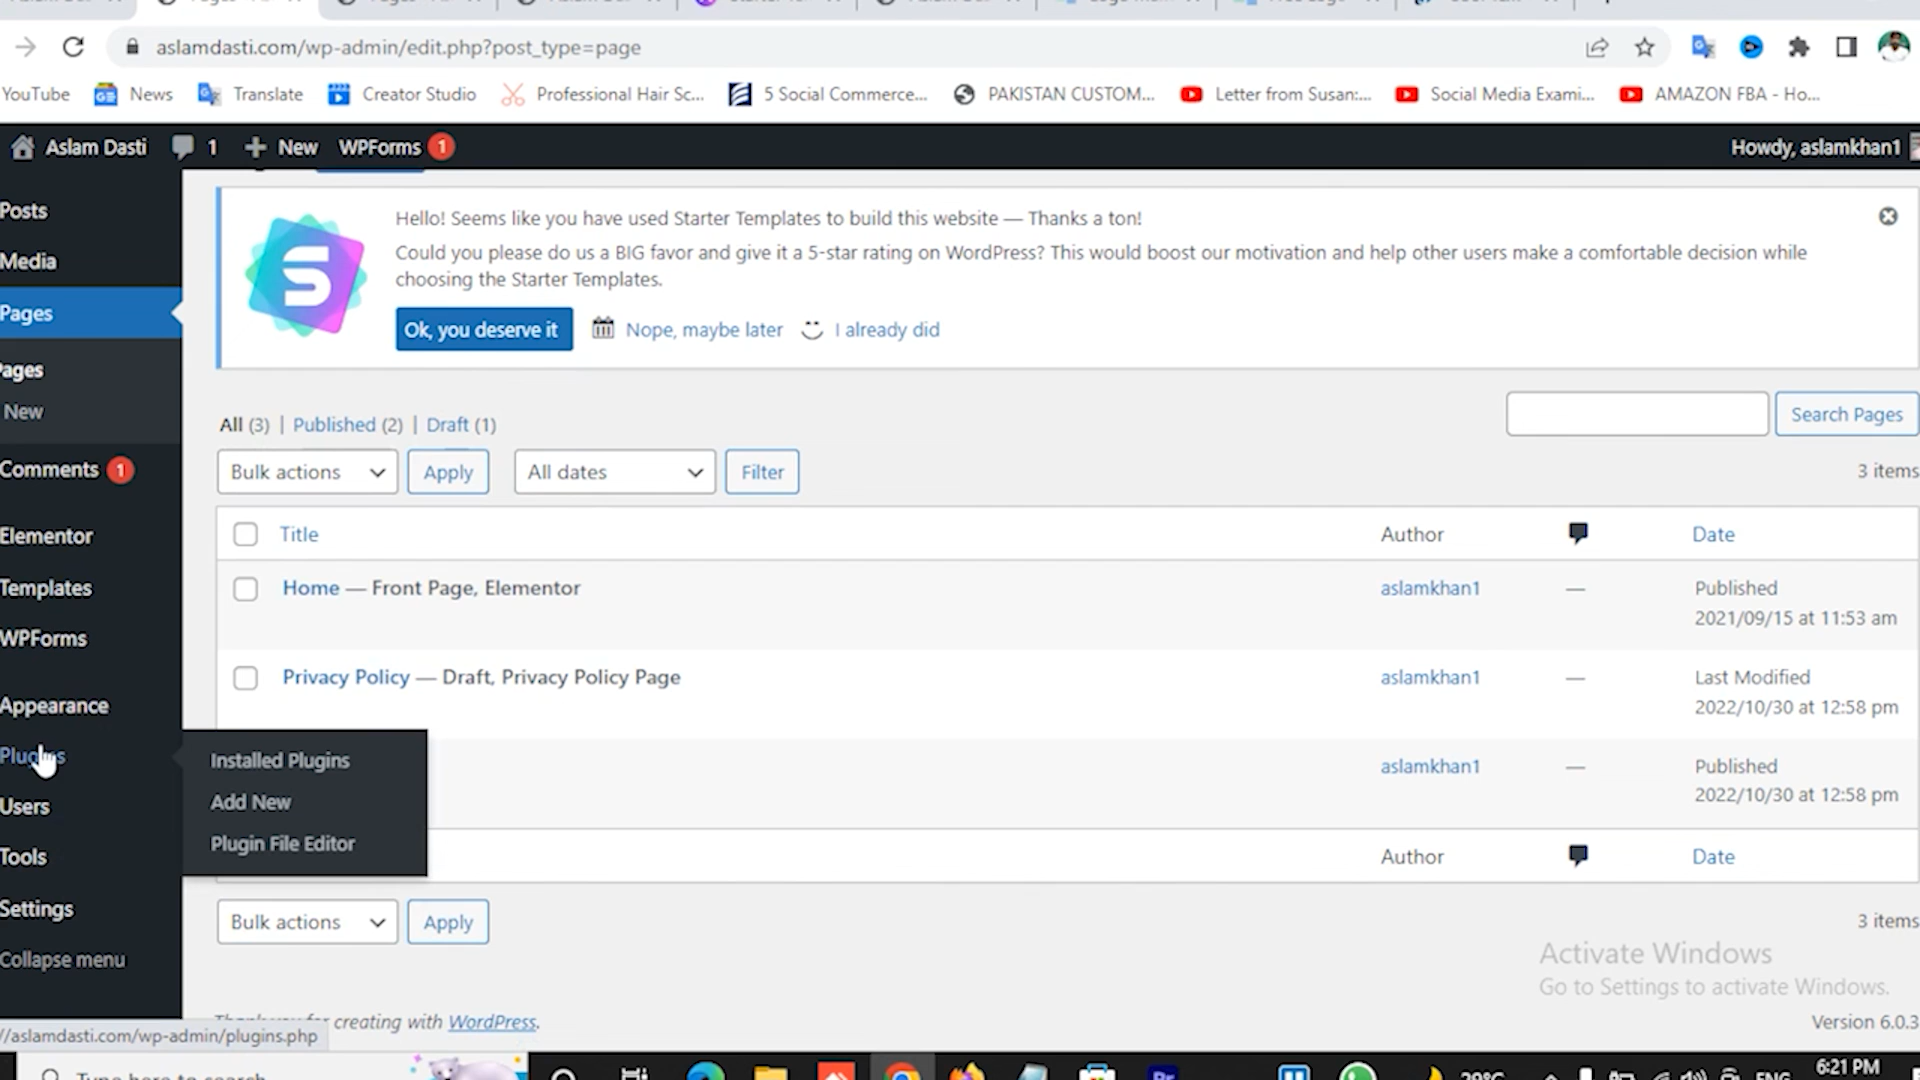 aslamdasti.com/wp-admin/edit.php?post_type=page
YouTube News Translate Creator Studio Professional Hair Sc... 5 Social Commerce... PAKISTAN CUSTOM... Letter from Susan:... Social Media Exami... AMAZON FBA - Ho...
Aslam Dasti 1 New WPForms 1 Howdy, aslamkhan1
Posts
Media
Pages
Pages
New
Comments 1
Elementor
Templates
WPForms
Appearance
Plugins
Users
Tools
Settings
Collapse menu
Installed Plugins
Add New
Plugin File Editor
Hello! Seems like you have used Starter Templates to build this website — Thanks a ton!
Could you please do us a BIG favor and give it a 5-star rating on WordPress? This would boost our motivation and help other users make a comfortable decision while
choosing the Starter Templates.
Ok, you deserve it Nope, maybe later I already did
All (3) | Published (2) | Draft (1)
Search Pages
Bulk actions Apply All dates Filter 3 items
Title Author Date
Home — Front Page, Elementor aslamkhan1 — Published
2021/09/15 at 11:53 am
Privacy Policy — Draft, Privacy Policy Page aslamkhan1 — Last Modified
2022/10/30 at 12:58 pm
aslamkhan1 — Published
2022/10/30 at 12:58 pm
Author Date
Bulk actions Apply 3 items
Activate Windows
Go to Settings to activate Windows.
for creating with WordPress.
Version 6.0.3
//aslamdasti.com/wp-admin/plugins.php
Type here to search
29°C ENG 6:21 PM